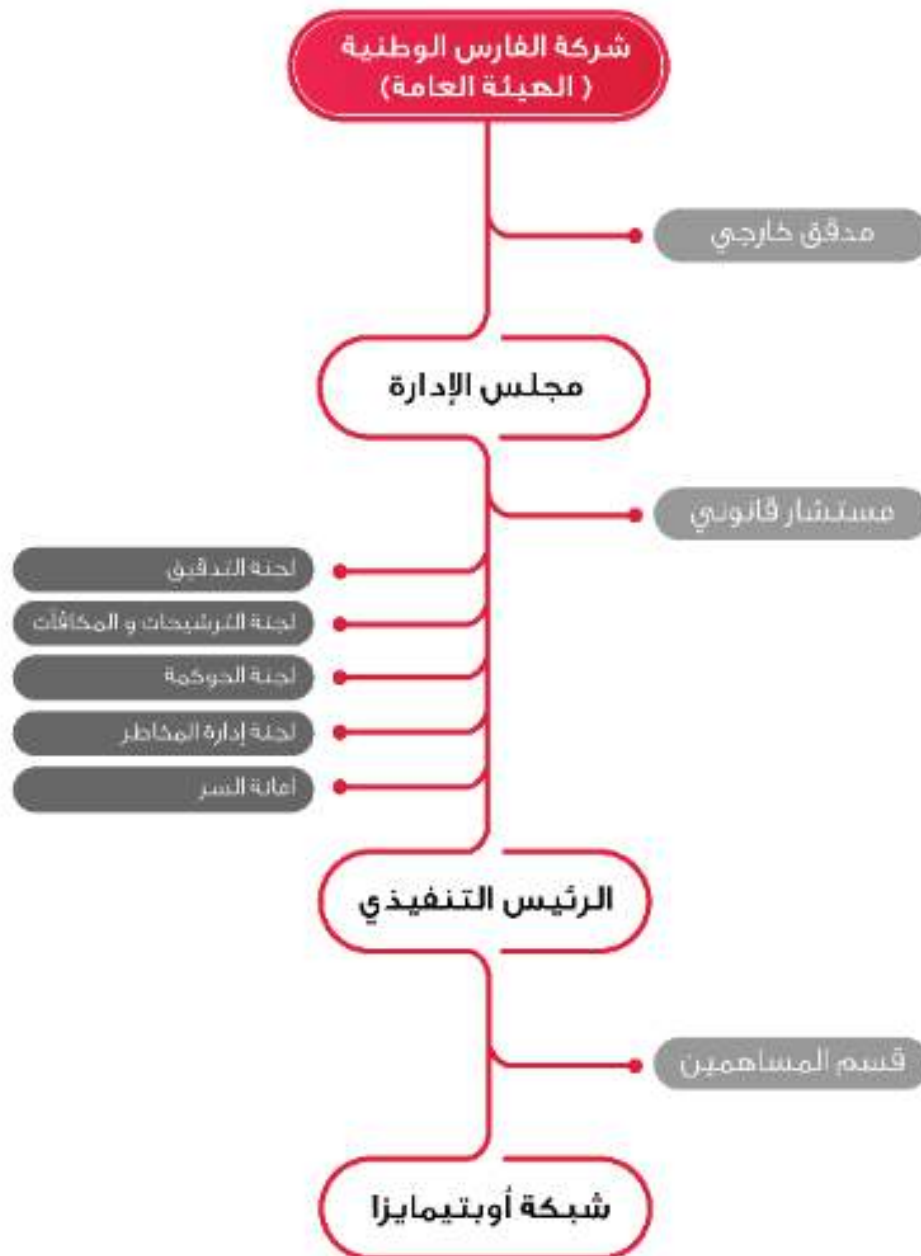 شركة الفارس الوطنية
( الهيئة العامة)
مدقق خارجي
مجلس الإدارة
مستشار قانوني
لجنة التدقيق
لجنة الترشيحات و المكافآت
لجنة الحوكمة
لجنة إدارة المخاطر
أمانة السر
الرئيس التنفيذي
قسم المساهمين
شبكة أوبتيمايزا